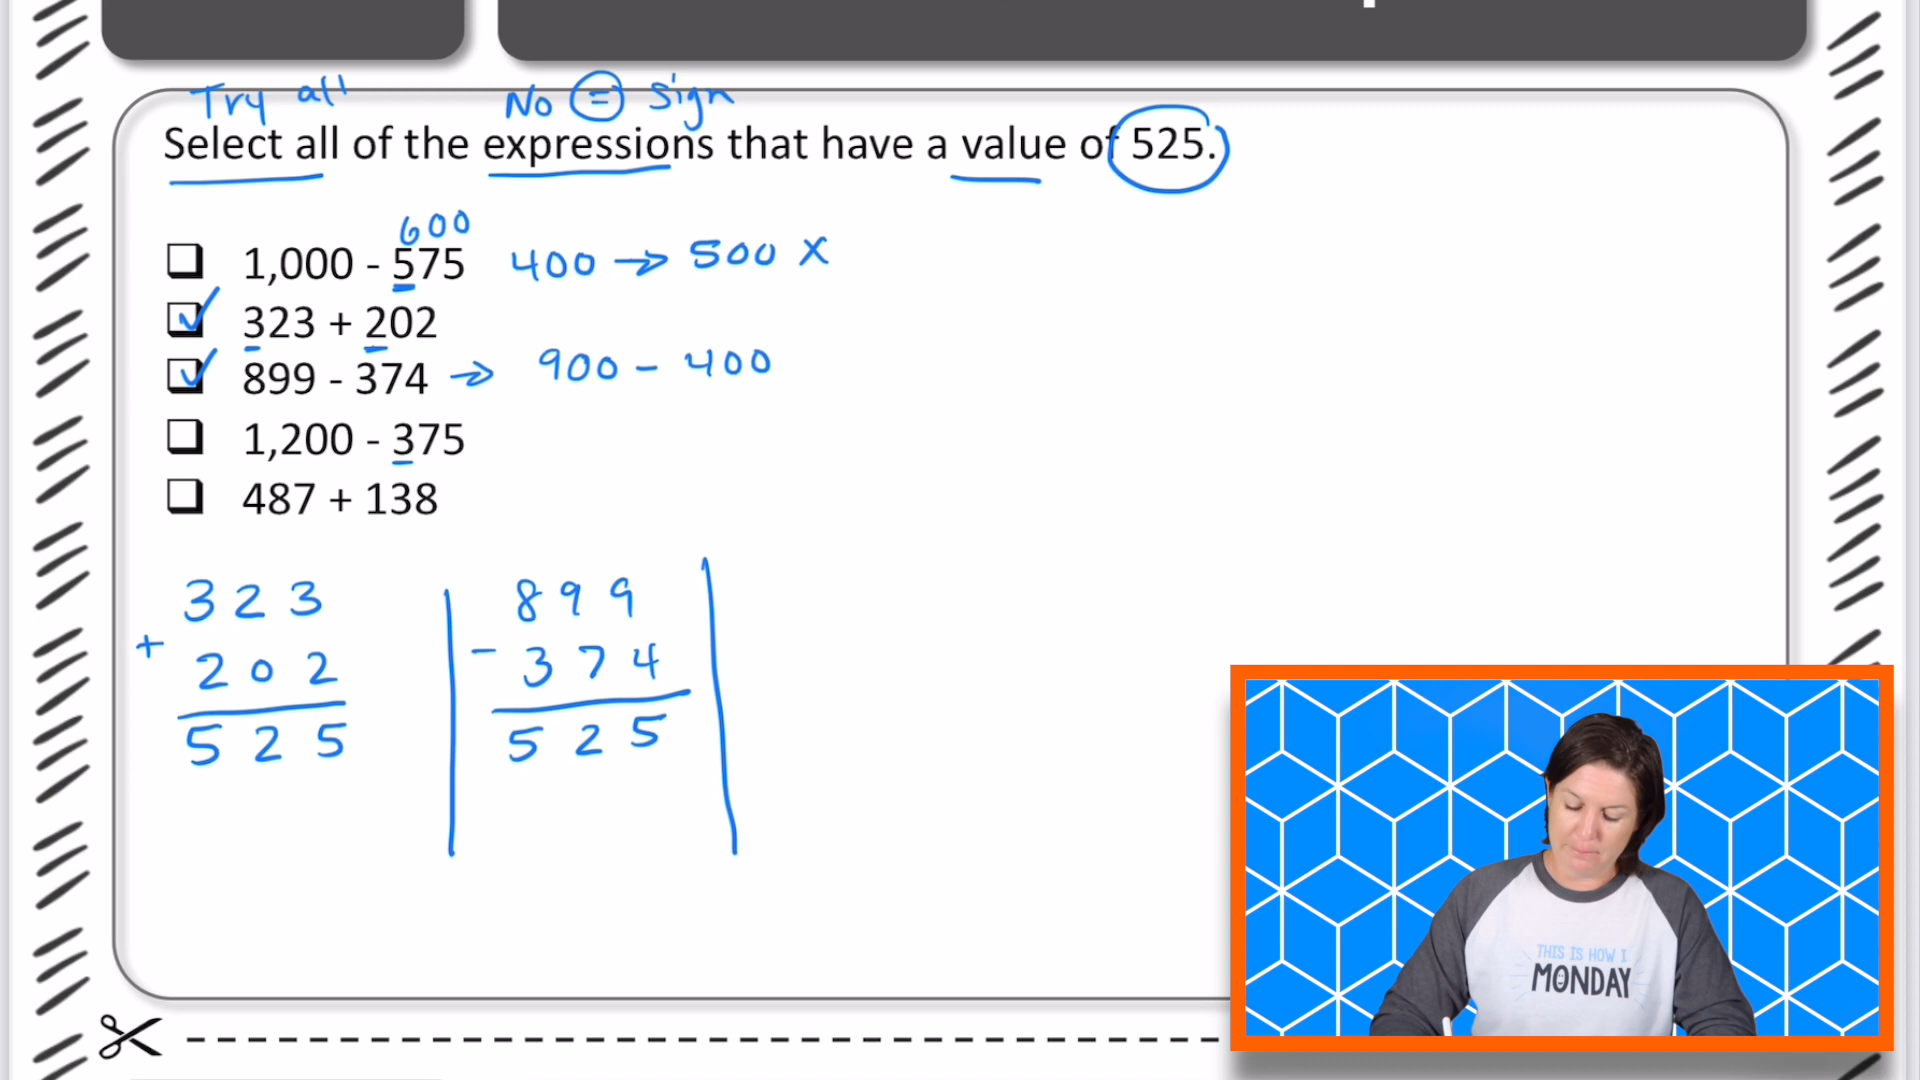 Try all No = Sign
Select all of the expressions that have a value of 525.
600
1,000 - 575 400 → 500 X
323 + 202
899 - 374 → 900 - 400
1,200 - 375
487 + 138
323 899
+ 202 - 374
525 525
THIS IS HOW I
MONDAY